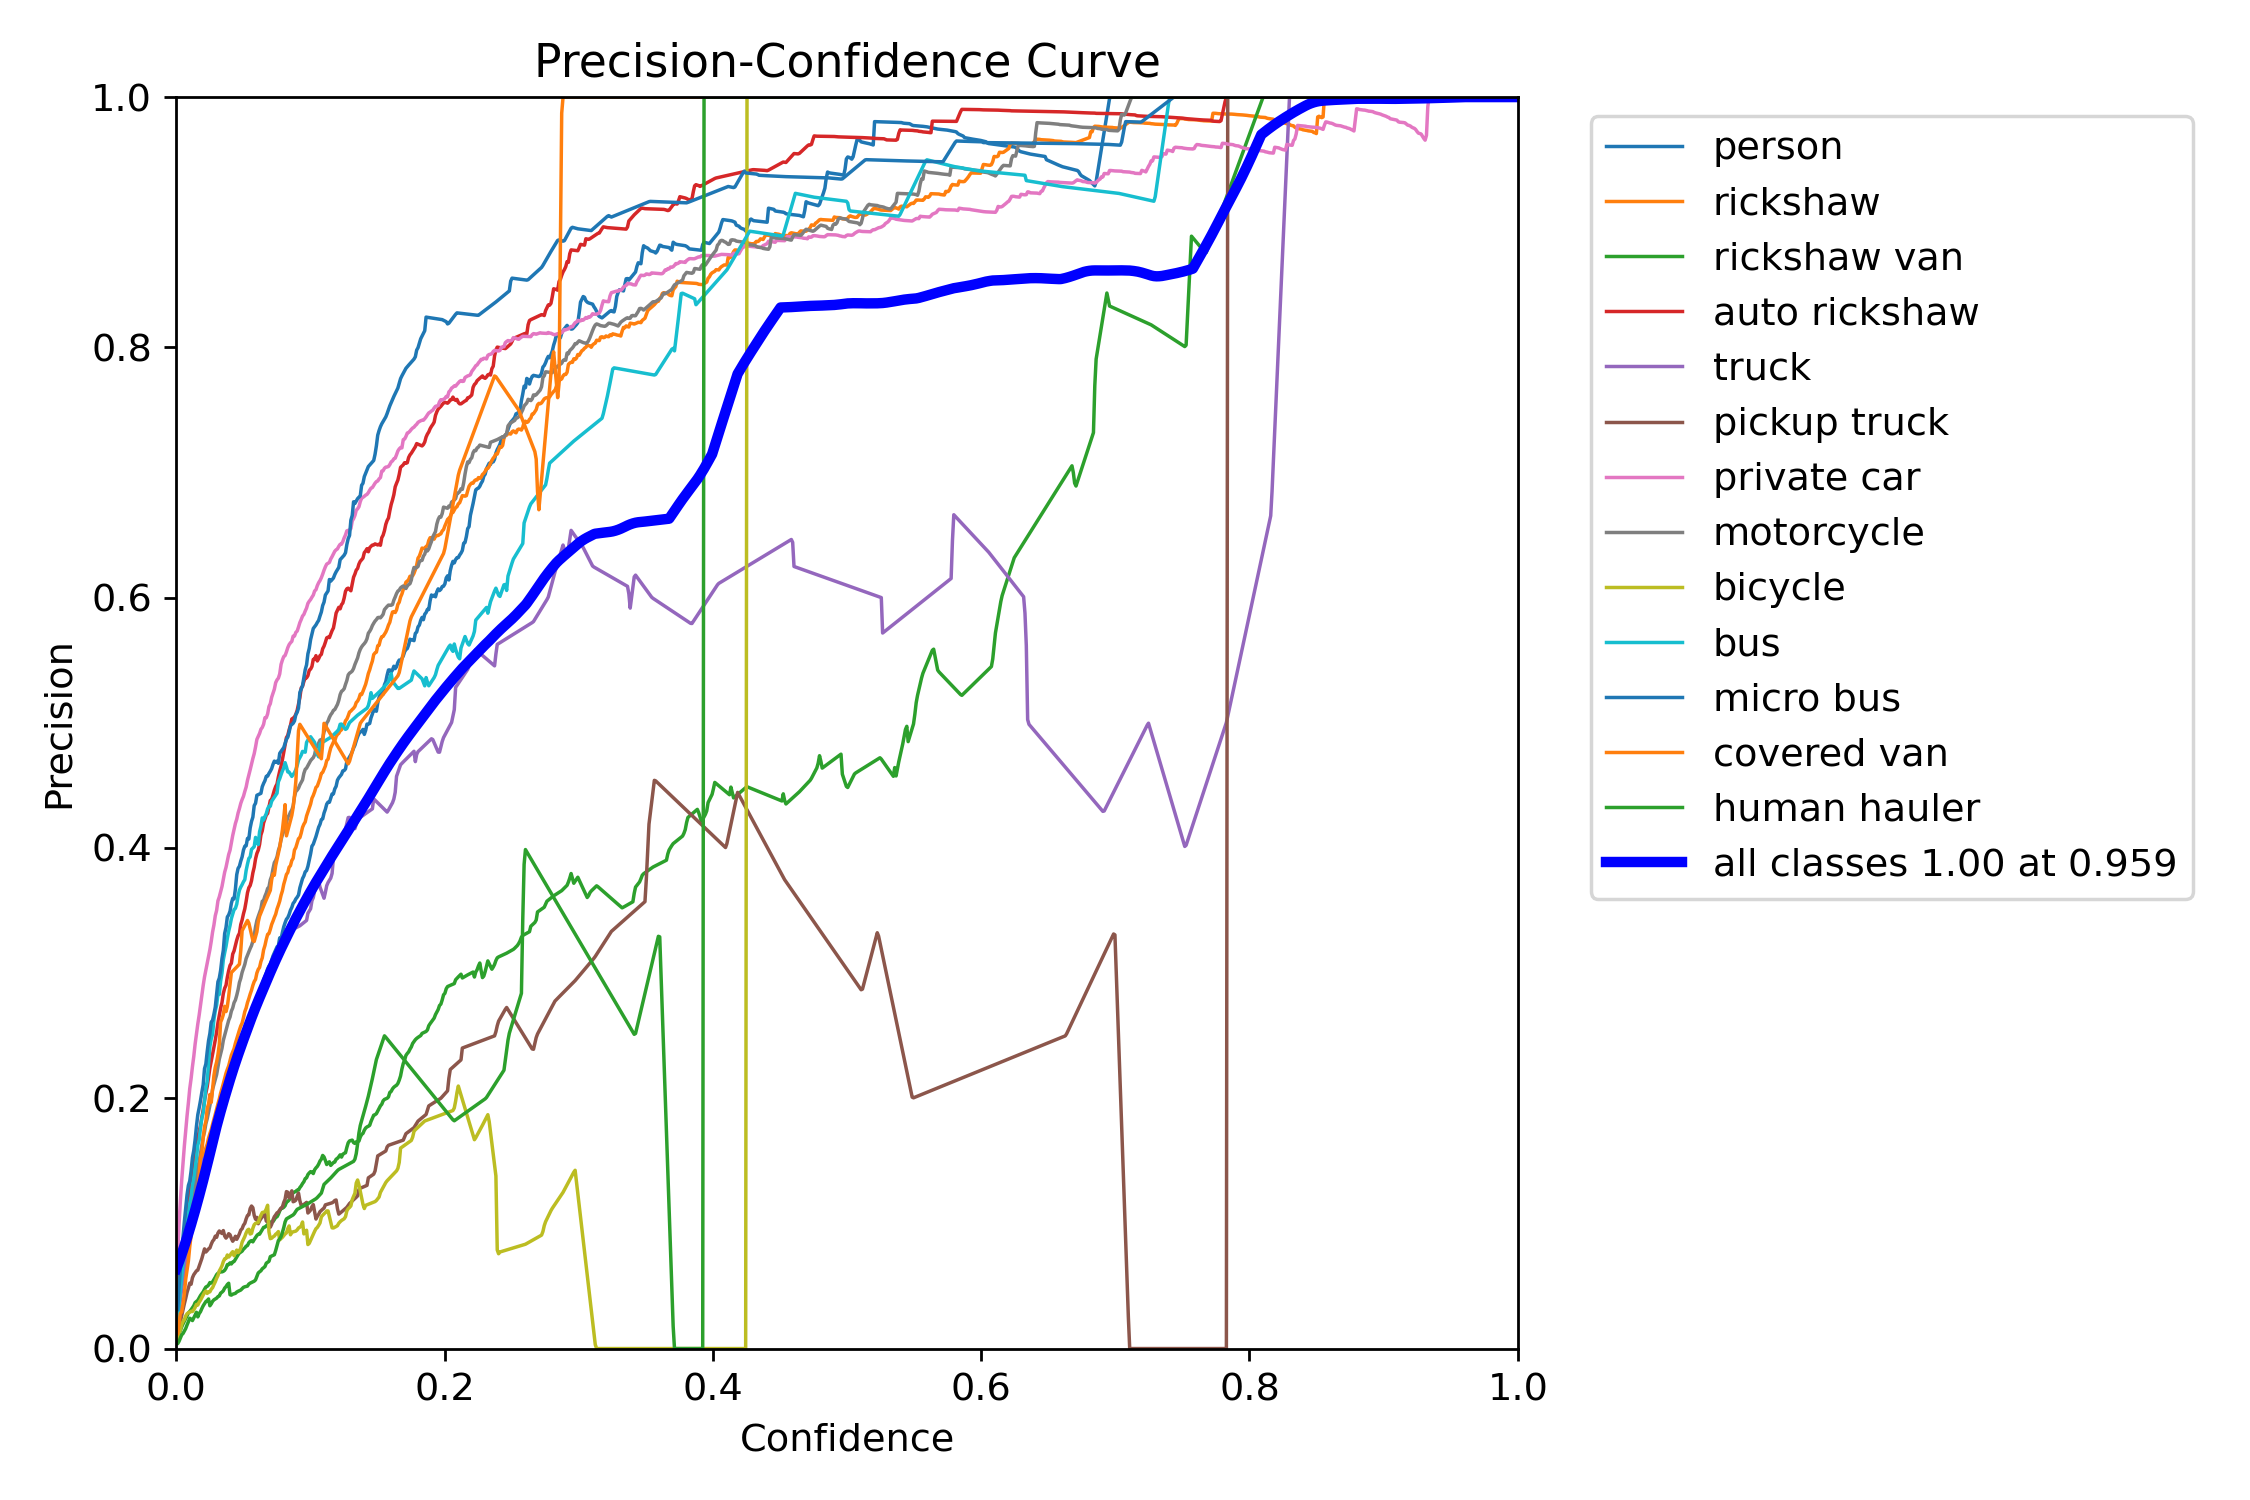 Precision-Confidence Curve
1.0
0.8
0.6
0.4
0.2
0.0
Precision
0.0 0.2 0.4 0.6 0.8 1.0
Confidence
person
rickshaw
rickshaw van
auto rickshaw
truck
pickup truck
private car
motorcycle
bicycle
bus
micro bus
covered van
human hauler
all classes 1.00 at 0.959